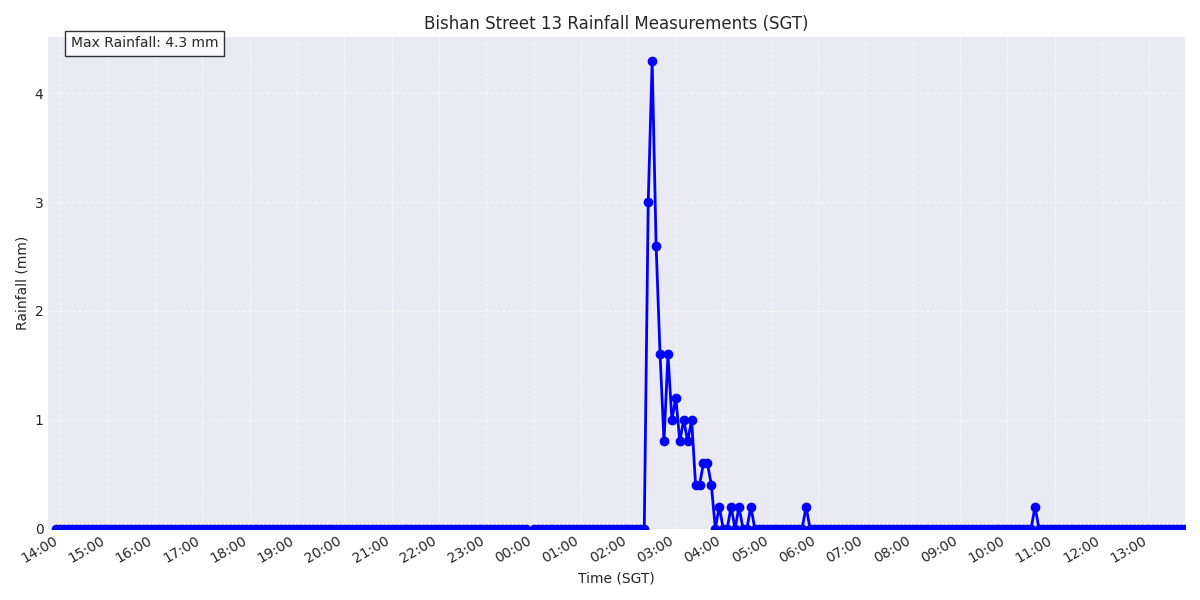 Bishan Street 13 Rainfall Measurements (SGT)
Max Rainfall: 4.3 mm
Rainfall (mm)
4
3
2
1
0
14:00 15:00 16:00 17:00 18:00 19:00 20:00 21:00 22:00 23:00 00:00 01:00 02:00 03:00 04:00 05:00 06:00 07:00 08:00 09:00 10:00 11:00 12:00 13:00
Time (SGT)